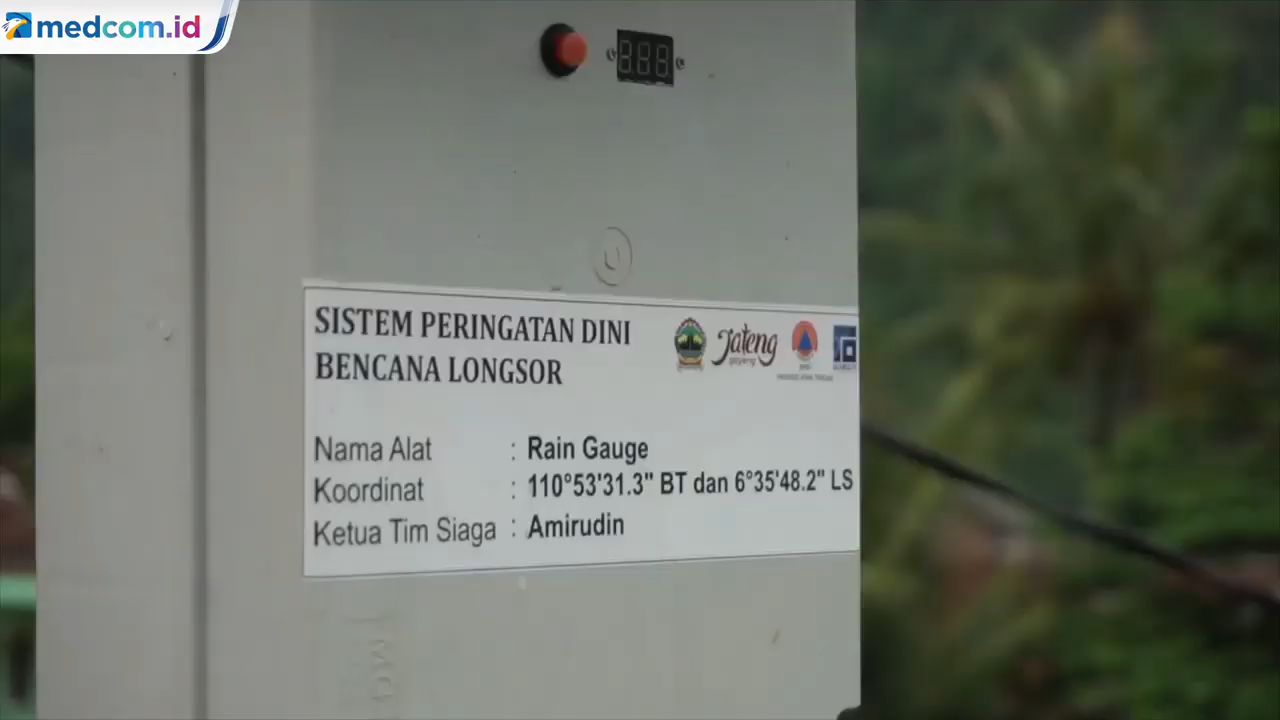 medcom.id
SISTEM PERINGATAN DINI
BENCANA LONGSOR
Jateng
gayeng
Nama Alat : Rain Gauge
Koordinat : 110°53'31.3" BT dan 6°35'48.2" LS
Ketua Tim Siaga : Amirudin